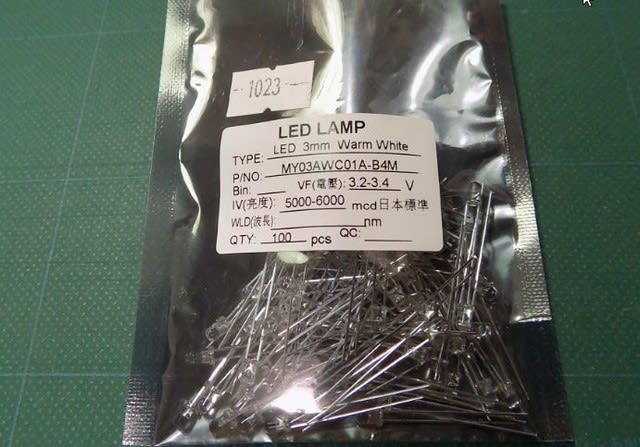 1023
LED LAMP
TYPE: LED 3mm Warm White
P/NO: MY03AWC01A-B4M
Bin: VF(電壓): 3.2-3.4 V
IV(亮度): 5000-6000 mcd日本標準
WLD(波長) nm
QTY: 100 pcs QC: